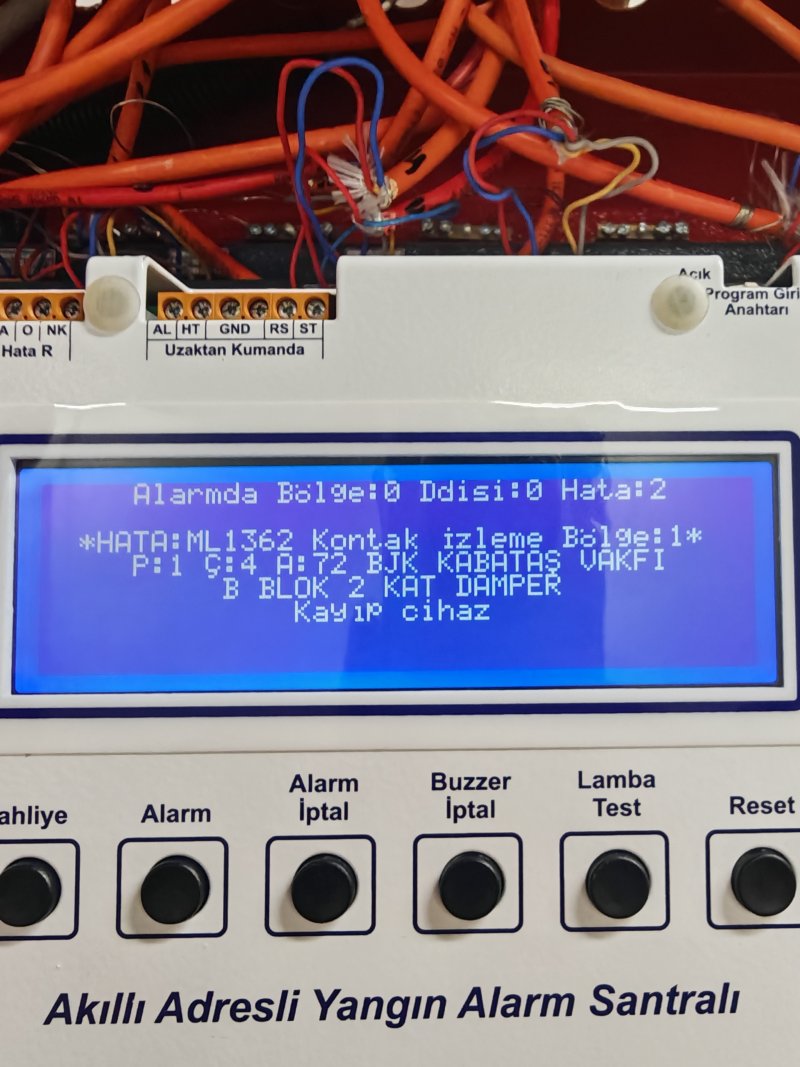 Açık
Program Giri
Anahtarı
A O NK
Hata R
AL HT GND RS ST
Uzaktan Kumanda
Alarmda Bölge:0 Ddisi:0 Hata:2
*HATA:ML1362 Kontak izleme Bölge:1*
P:1 Ç:4 A:72 BJK KABATAŞ VAKFI
B BLOK 2 KAT DAMPER
Kayıp cihaz
ahliye
Alarm
Alarm
İptal
Buzzer
İptal
Lamba
Test
Reset
Akıllı Adresli Yangın Alarm Santralı